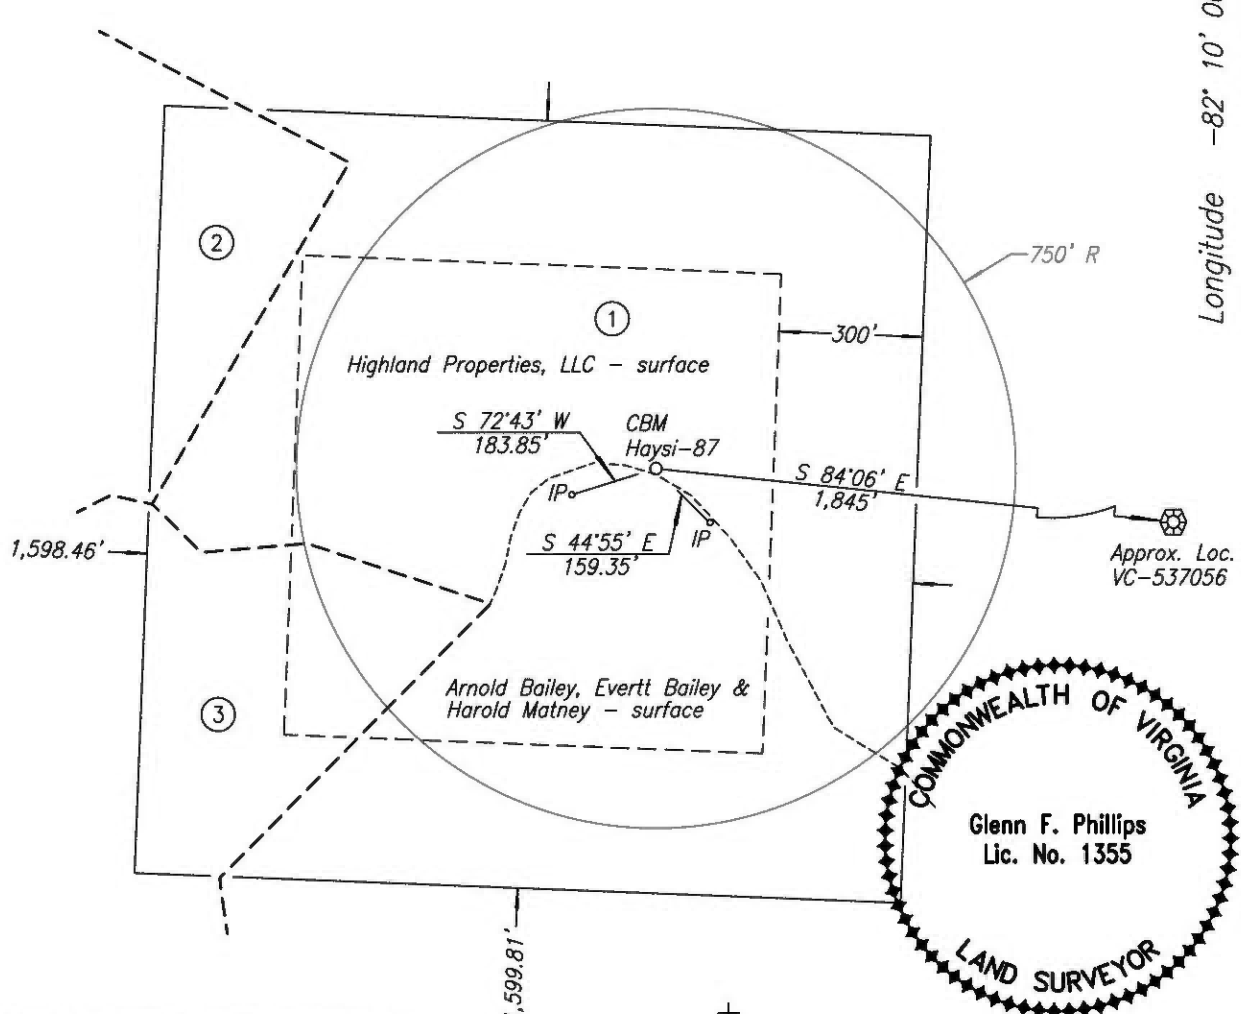 Longitude -82° 10'
2
750' R
1
300'
Highland Properties, LLC - surface
S 72°43' W
183.85'
CBM
Haysi-87
S 84°06' E
1,845'
IP
IP
S 44°55' E
159.35'
1,598.46'
Approx. Loc.
VC-537056
Arnold Bailey, Evertt Bailey &
Harold Matney - surface
3
COMMONWEALTH OF VIRGINIA
Glenn F. Phillips
Lic. No. 1355
LAND SURVEYOR
,599.81'